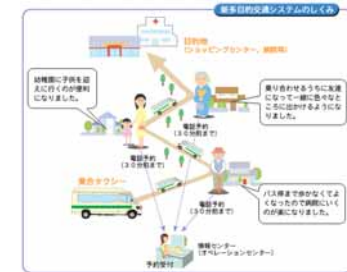 新多目的交通システムのしくみ
目的地
(ショッピングセンター、病院等)
幼稚園に子供を迎
えに行くのが便利
になりました。
乗り合わせるうちに友達
になって一緒に色々なと
ころに出かけるようにな
りました。
電話予約
(30分前まで)
電話予約
(30分前まで)
乗合タクシー
電話予約
(30分前まで)
バス停まで歩かなくてよ
くなったので病院にいく
のが楽になりました。
情報センター
(オペレーションセンター)
予約受付